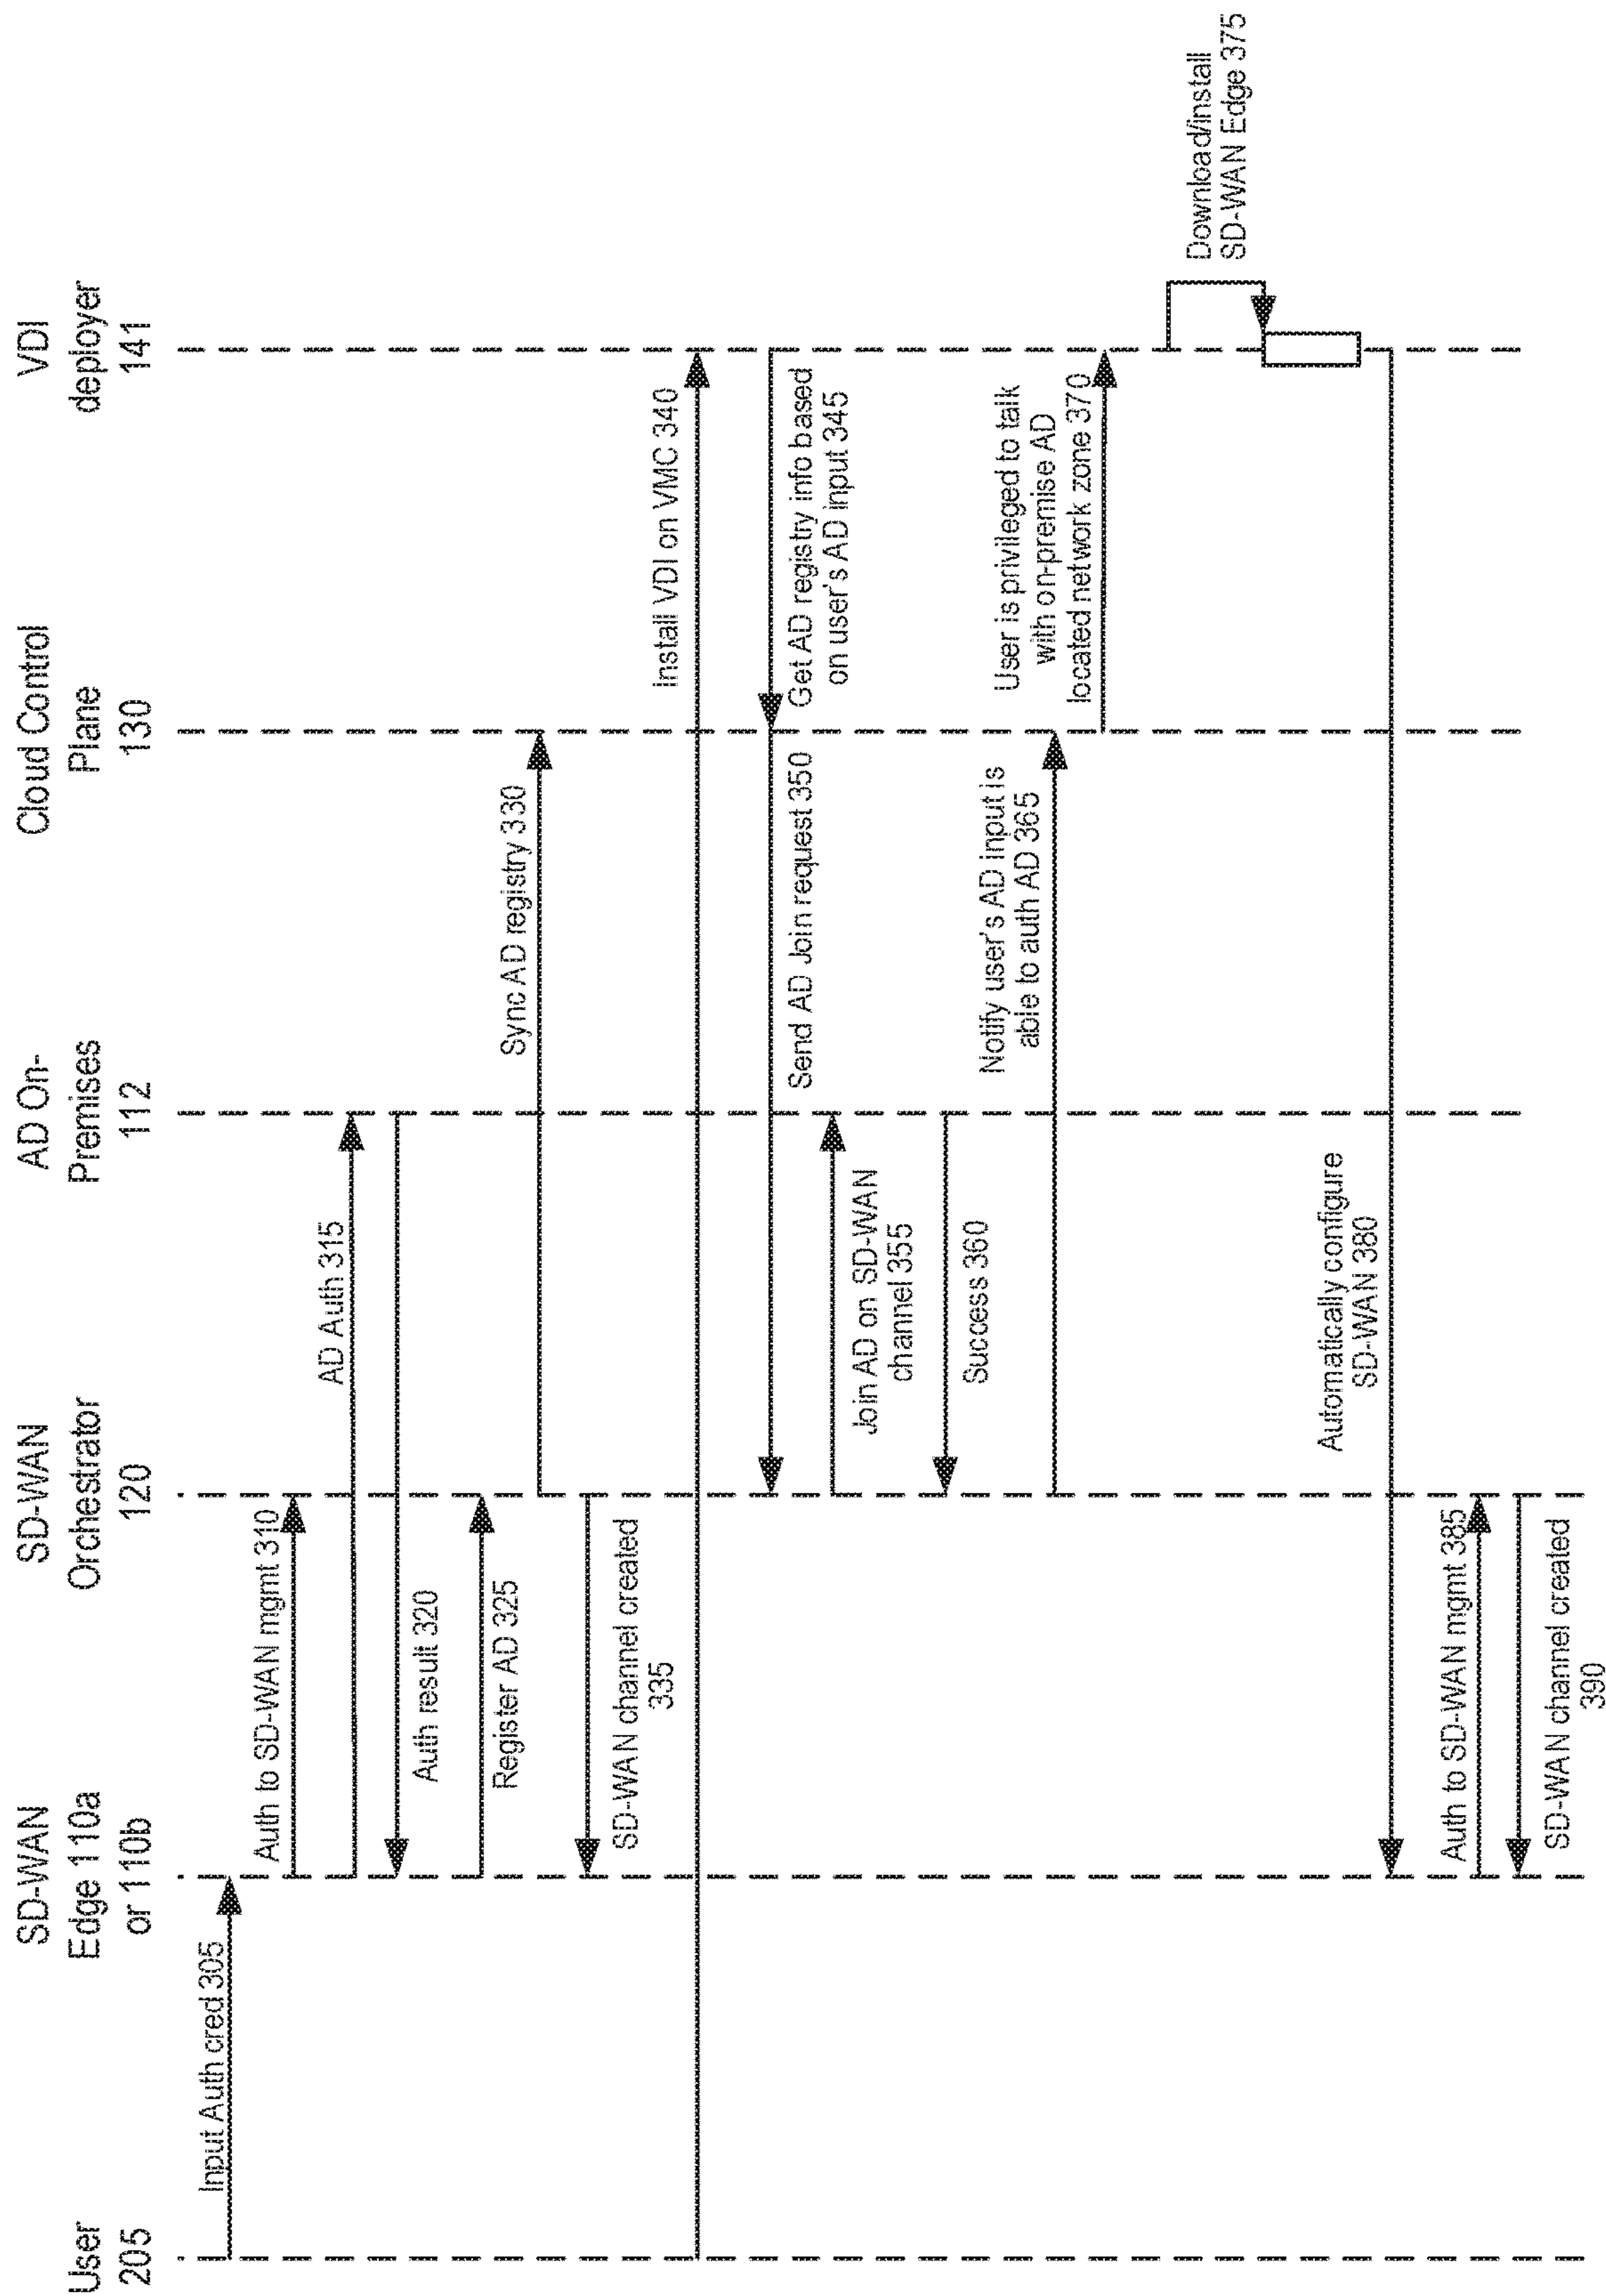 User
205
SD-WAN
Edge 110a
or 110b
SD-WAN
Orchestrator
120
AD On-
Premises
112
Cloud Control
Plane
130
VDI
deployer
141
Input Auth cred 305
Auth to SD-WAN mgmt 310
AD Auth 315
Auth result 320
Register AD 325
Sync AD registry 330
SD-WAN channel created
335
Install VDI on VMC 340
Get AD registry info based
on user's AD input 345
Send AD Join request 350
Join AD on SD-WAN
channel 355
Success 360
Notify user's AD input is
able to auth AD 365
User is privileged to talk
with on-premise AD
located network zone 370
Download/install
SD-WAN Edge 375
Automatically configure
SD-WAN 380
Auth to SD-WAN mgmt 385
SD-WAN channel created
390